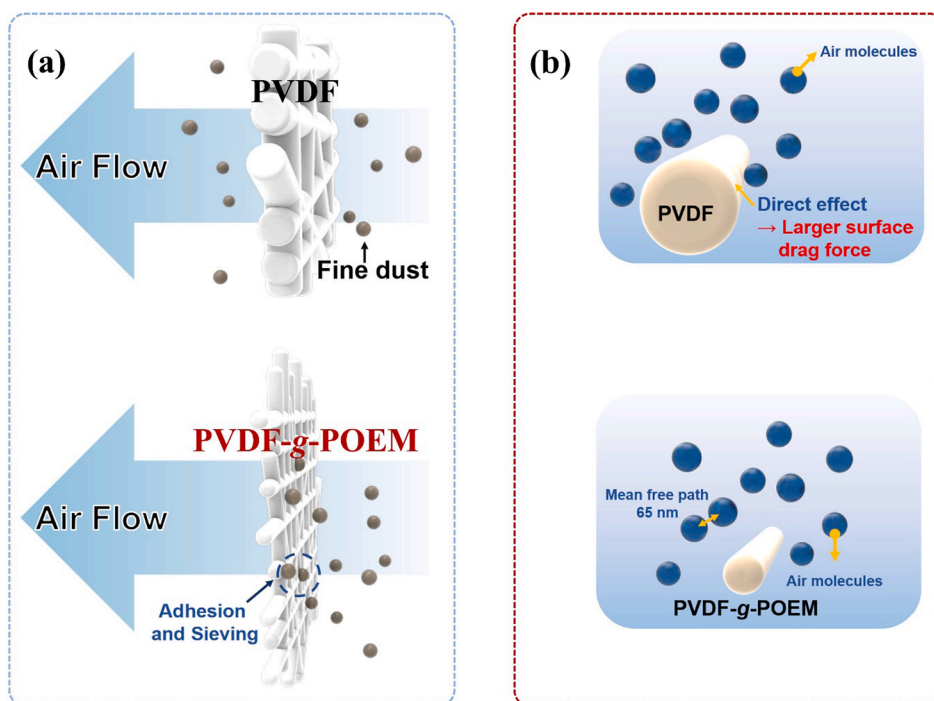 (a)
PVDF
Air Flow
Fine dust
PVDF-g-POEM
Air Flow
Adhesion
and Sieving
(b)
Air molecules
PVDF
Direct effect
→ Larger surface
drag force
Mean free path
65 nm
Air molecules
PVDF-g-POEM